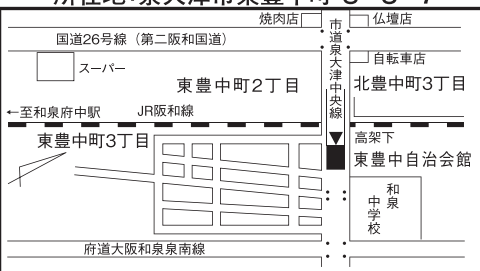 所在地:泉大津市東豊中町3-8-7
焼肉店
仏壇店
国道26号線(第二阪和国道)
市道泉大津中央線
スーパー
自転車店
東豊中町2丁目
北豊中町3丁目
←至和泉府中駅
JR阪和線
東豊中町3丁目
高架下
東豊中自治会館
和泉
中学校
府道大阪和泉泉南線